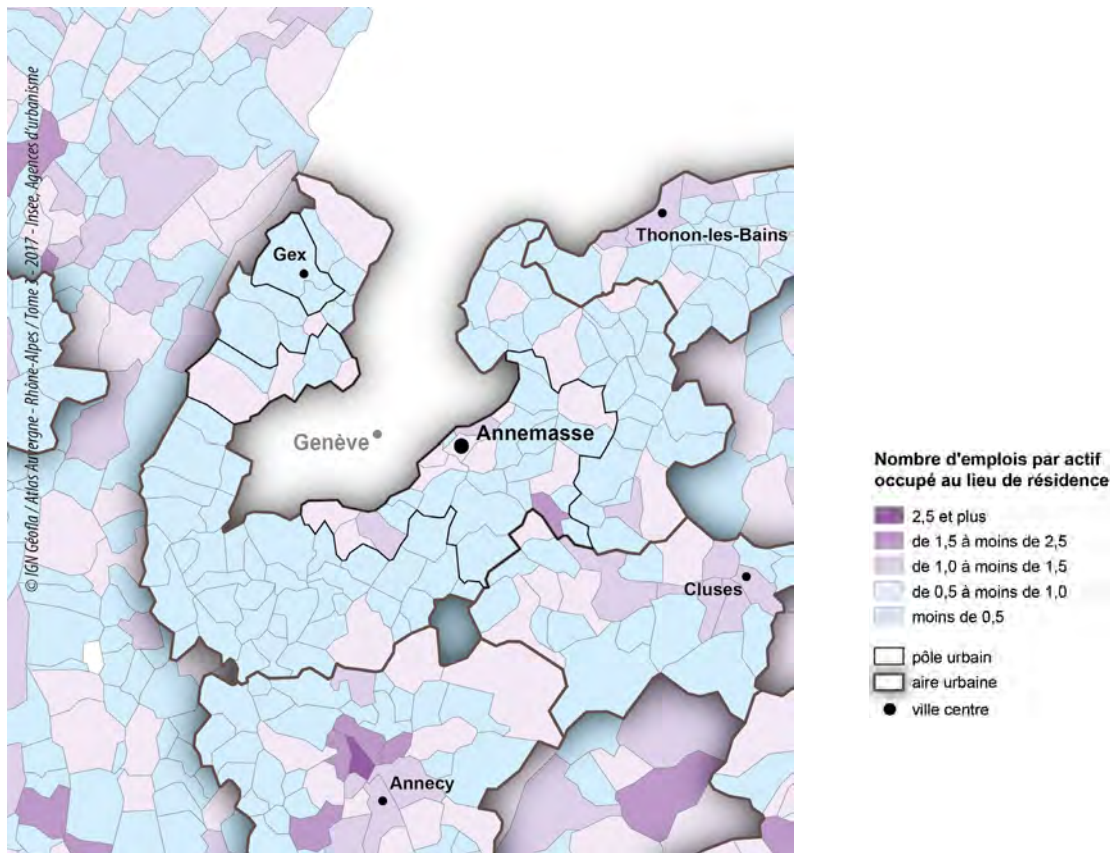 © IGN Géofla / Atlas Auvergne - Rhône-Alpes / Tome 3 - 2017 - Insee, Agences d'urbanisme
Gex
Thonon-les-Bains
Genève
Annemasse
Cluses
Annecy
Nombre d'emplois par actif
occupé au lieu de résidence
2,5 et plus
de 1,5 à moins de 2,5
de 1,0 à moins de 1,5
de 0,5 à moins de 1,0
moins de 0,5
pôle urbain
aire urbaine
ville centre